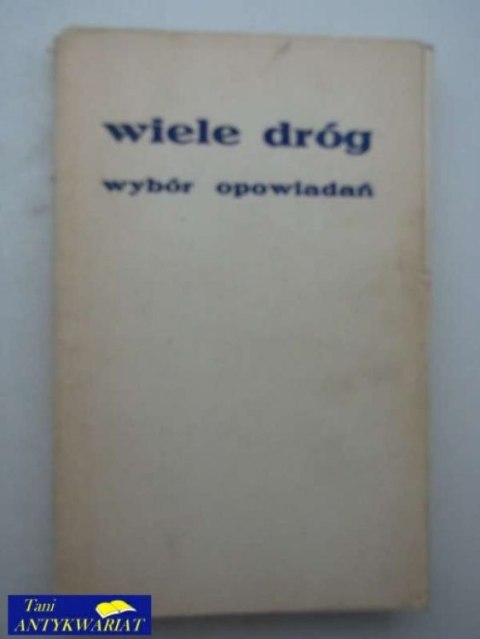 wiele dróg
wybór opowiadań
Tani
ANTYKWARIAT